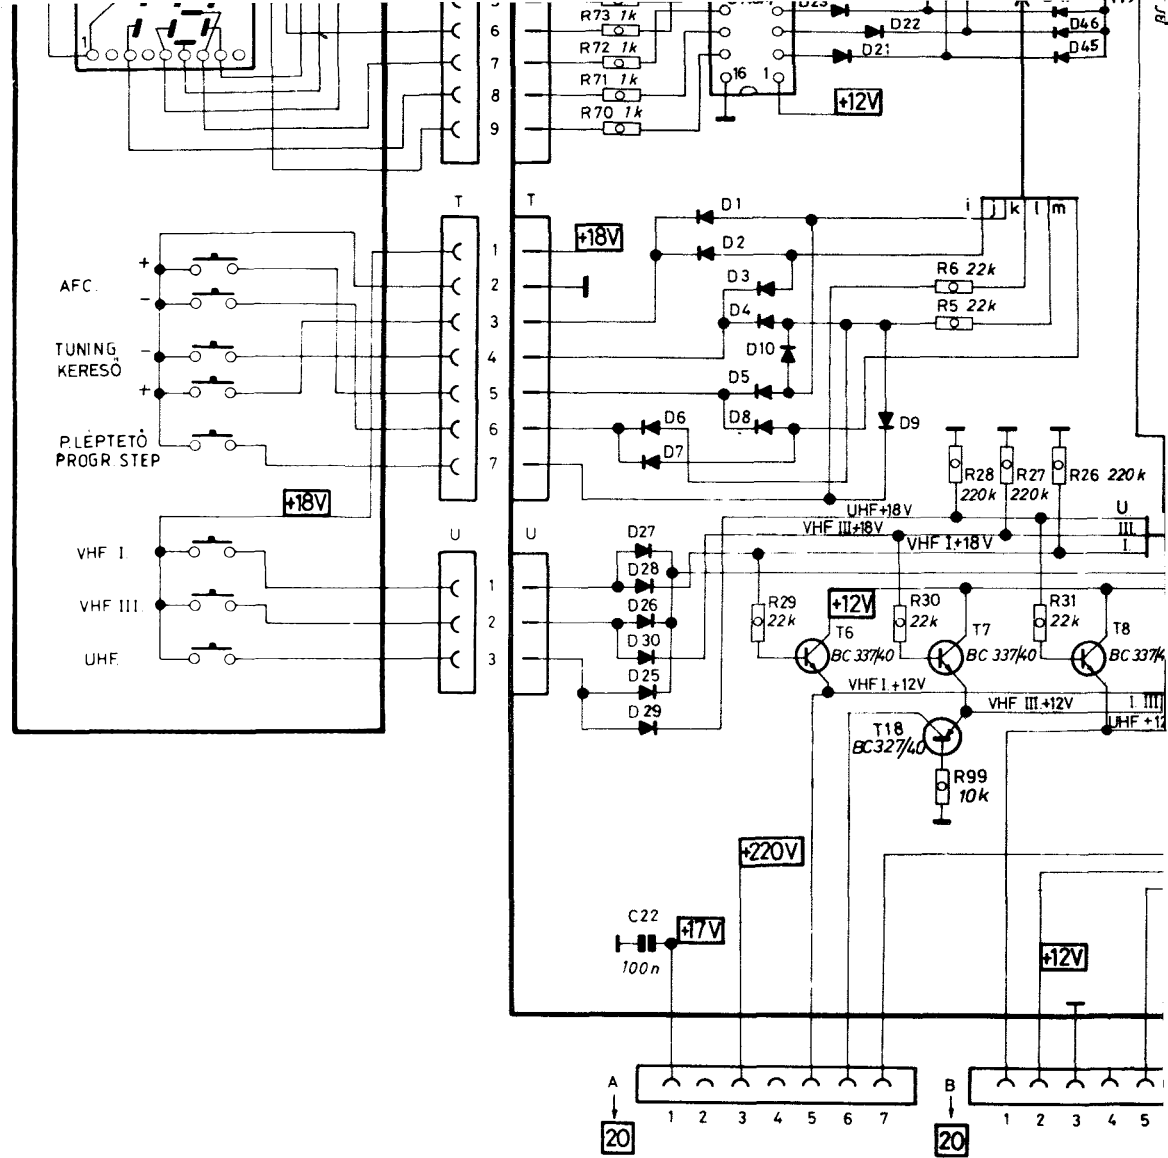 R73 1k
D23
6
D22
D46
R72 1k
1
7
D21
D45
R71 1k
16 1
8
+12V
R70 1k
9
T T
D1
i j k l m
1
+18V
D2
+
R6 22k
AFC.
2
D3
-
R5 22k
3
D4
TUNING
-
4
D10
KERESŐ
+
5
D5
6
D6
D8
D9
P.LÉPTETŐ
PROGR. STEP
7
D7
R28 220k
R27 220k
R26 220k
+18V
UHF+18V
U
VHF III.+18V
III.
VHF I.+18V
I.
U U
D27
VHF I.
1
D28
R29 22k
+12V
R30 22k
R31 22k
VHF III.
2
D26
T6
T7
T8
UHF.
3
D30
BC 337/40
BC 337/40
D25
VHF I.+12V
D29
VHF III.+12V
I. III
T18
BC327/40
R99
10k
+220V
C22
+17V
100n
+12V
A
1 2 3 4 5 6 7
B
1 2 3 4 5
20
20